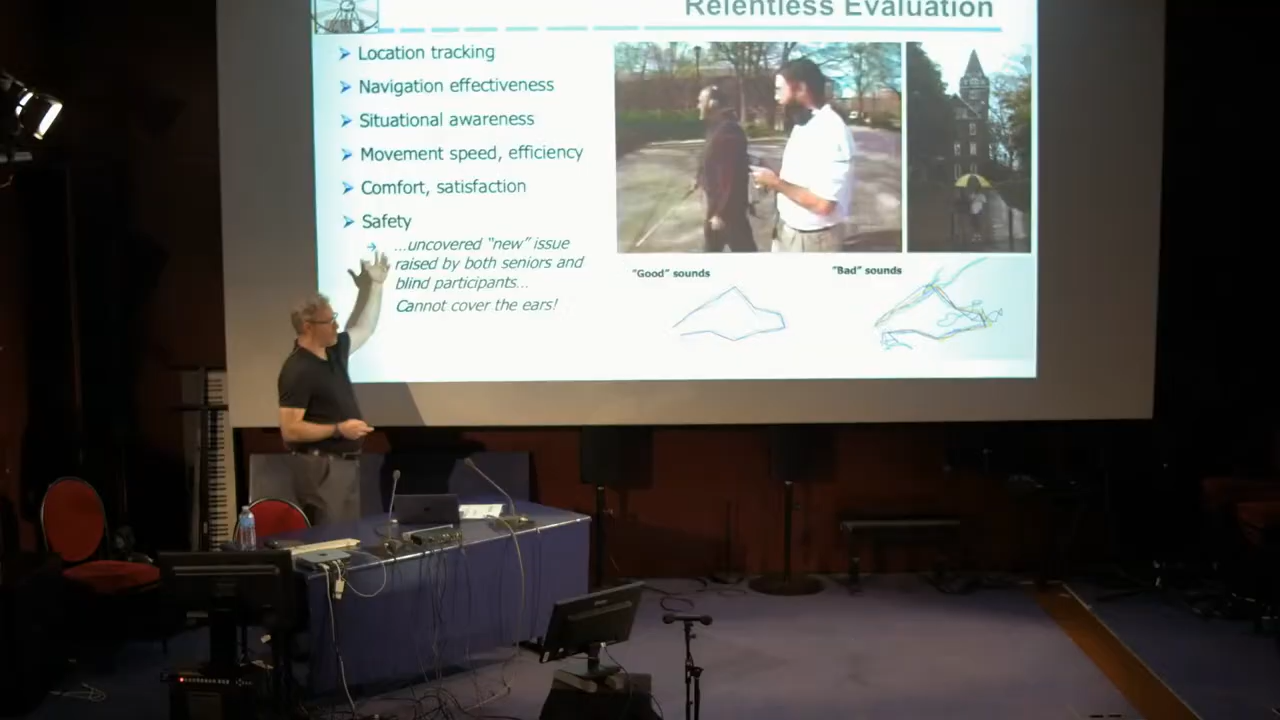 Relentless Evaluation
Location tracking
Navigation effectiveness
Situational awareness
Movement speed, efficiency
Comfort, satisfaction
Safety
...uncovered "new" issue
raised by both seniors and
blind participants...
Cannot cover the ears!
"Good" sounds
"Bad" sounds